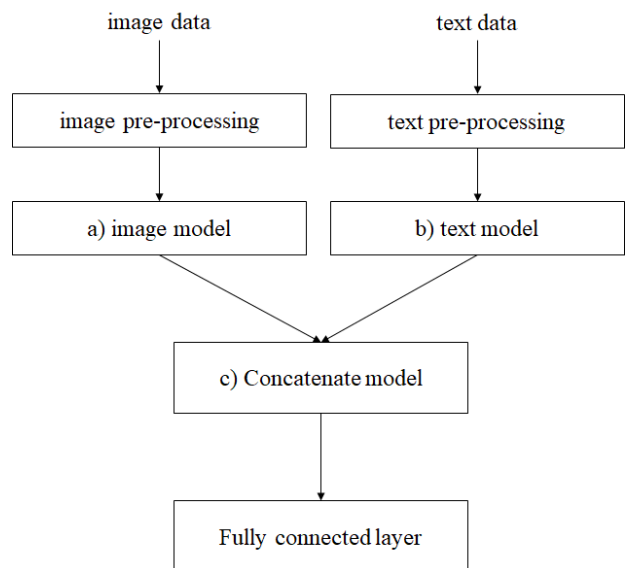 image data
text data
image pre-processing
text pre-processing
a) image model
b) text model
c) Concatenate model
Fully connected layer